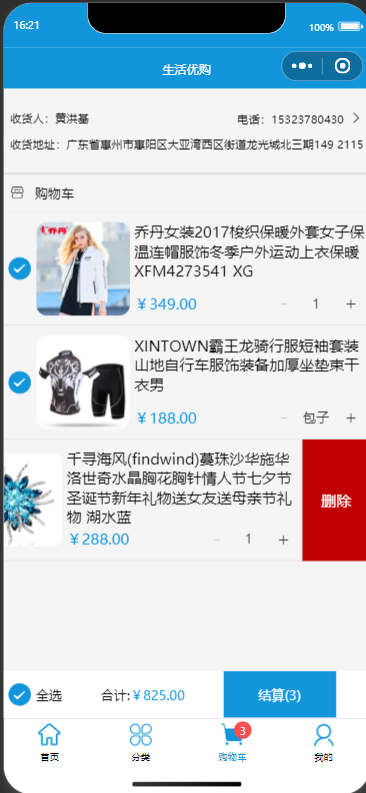 16:21
100%
生活优购
收货人：黄洪基
电话：15323780430
收货地址：广东省惠州市惠阳区大亚湾西区街道龙光城北三期149 2115
购物车
乔丹女装2017梭织保暖外套女子保
温连帽服饰冬季户外运动上衣保暖
XFM4273541 XG
￥349.00
－ 1 ＋
XINTOWN霸王龙骑行服短袖套装
山地自行车服饰装备加厚坐垫束干
衣男
￥188.00
－ 包子 ＋
千寻海风(findwind)蔓珠沙华施华
洛世奇水晶胸花胸针情人节七夕节
圣诞节新年礼物送女友送母亲节礼
物 湖水蓝
￥288.00
－ 1 ＋
删除
全选
合计:￥825.00
结算(3)
3
首页
分类
购物车
我的